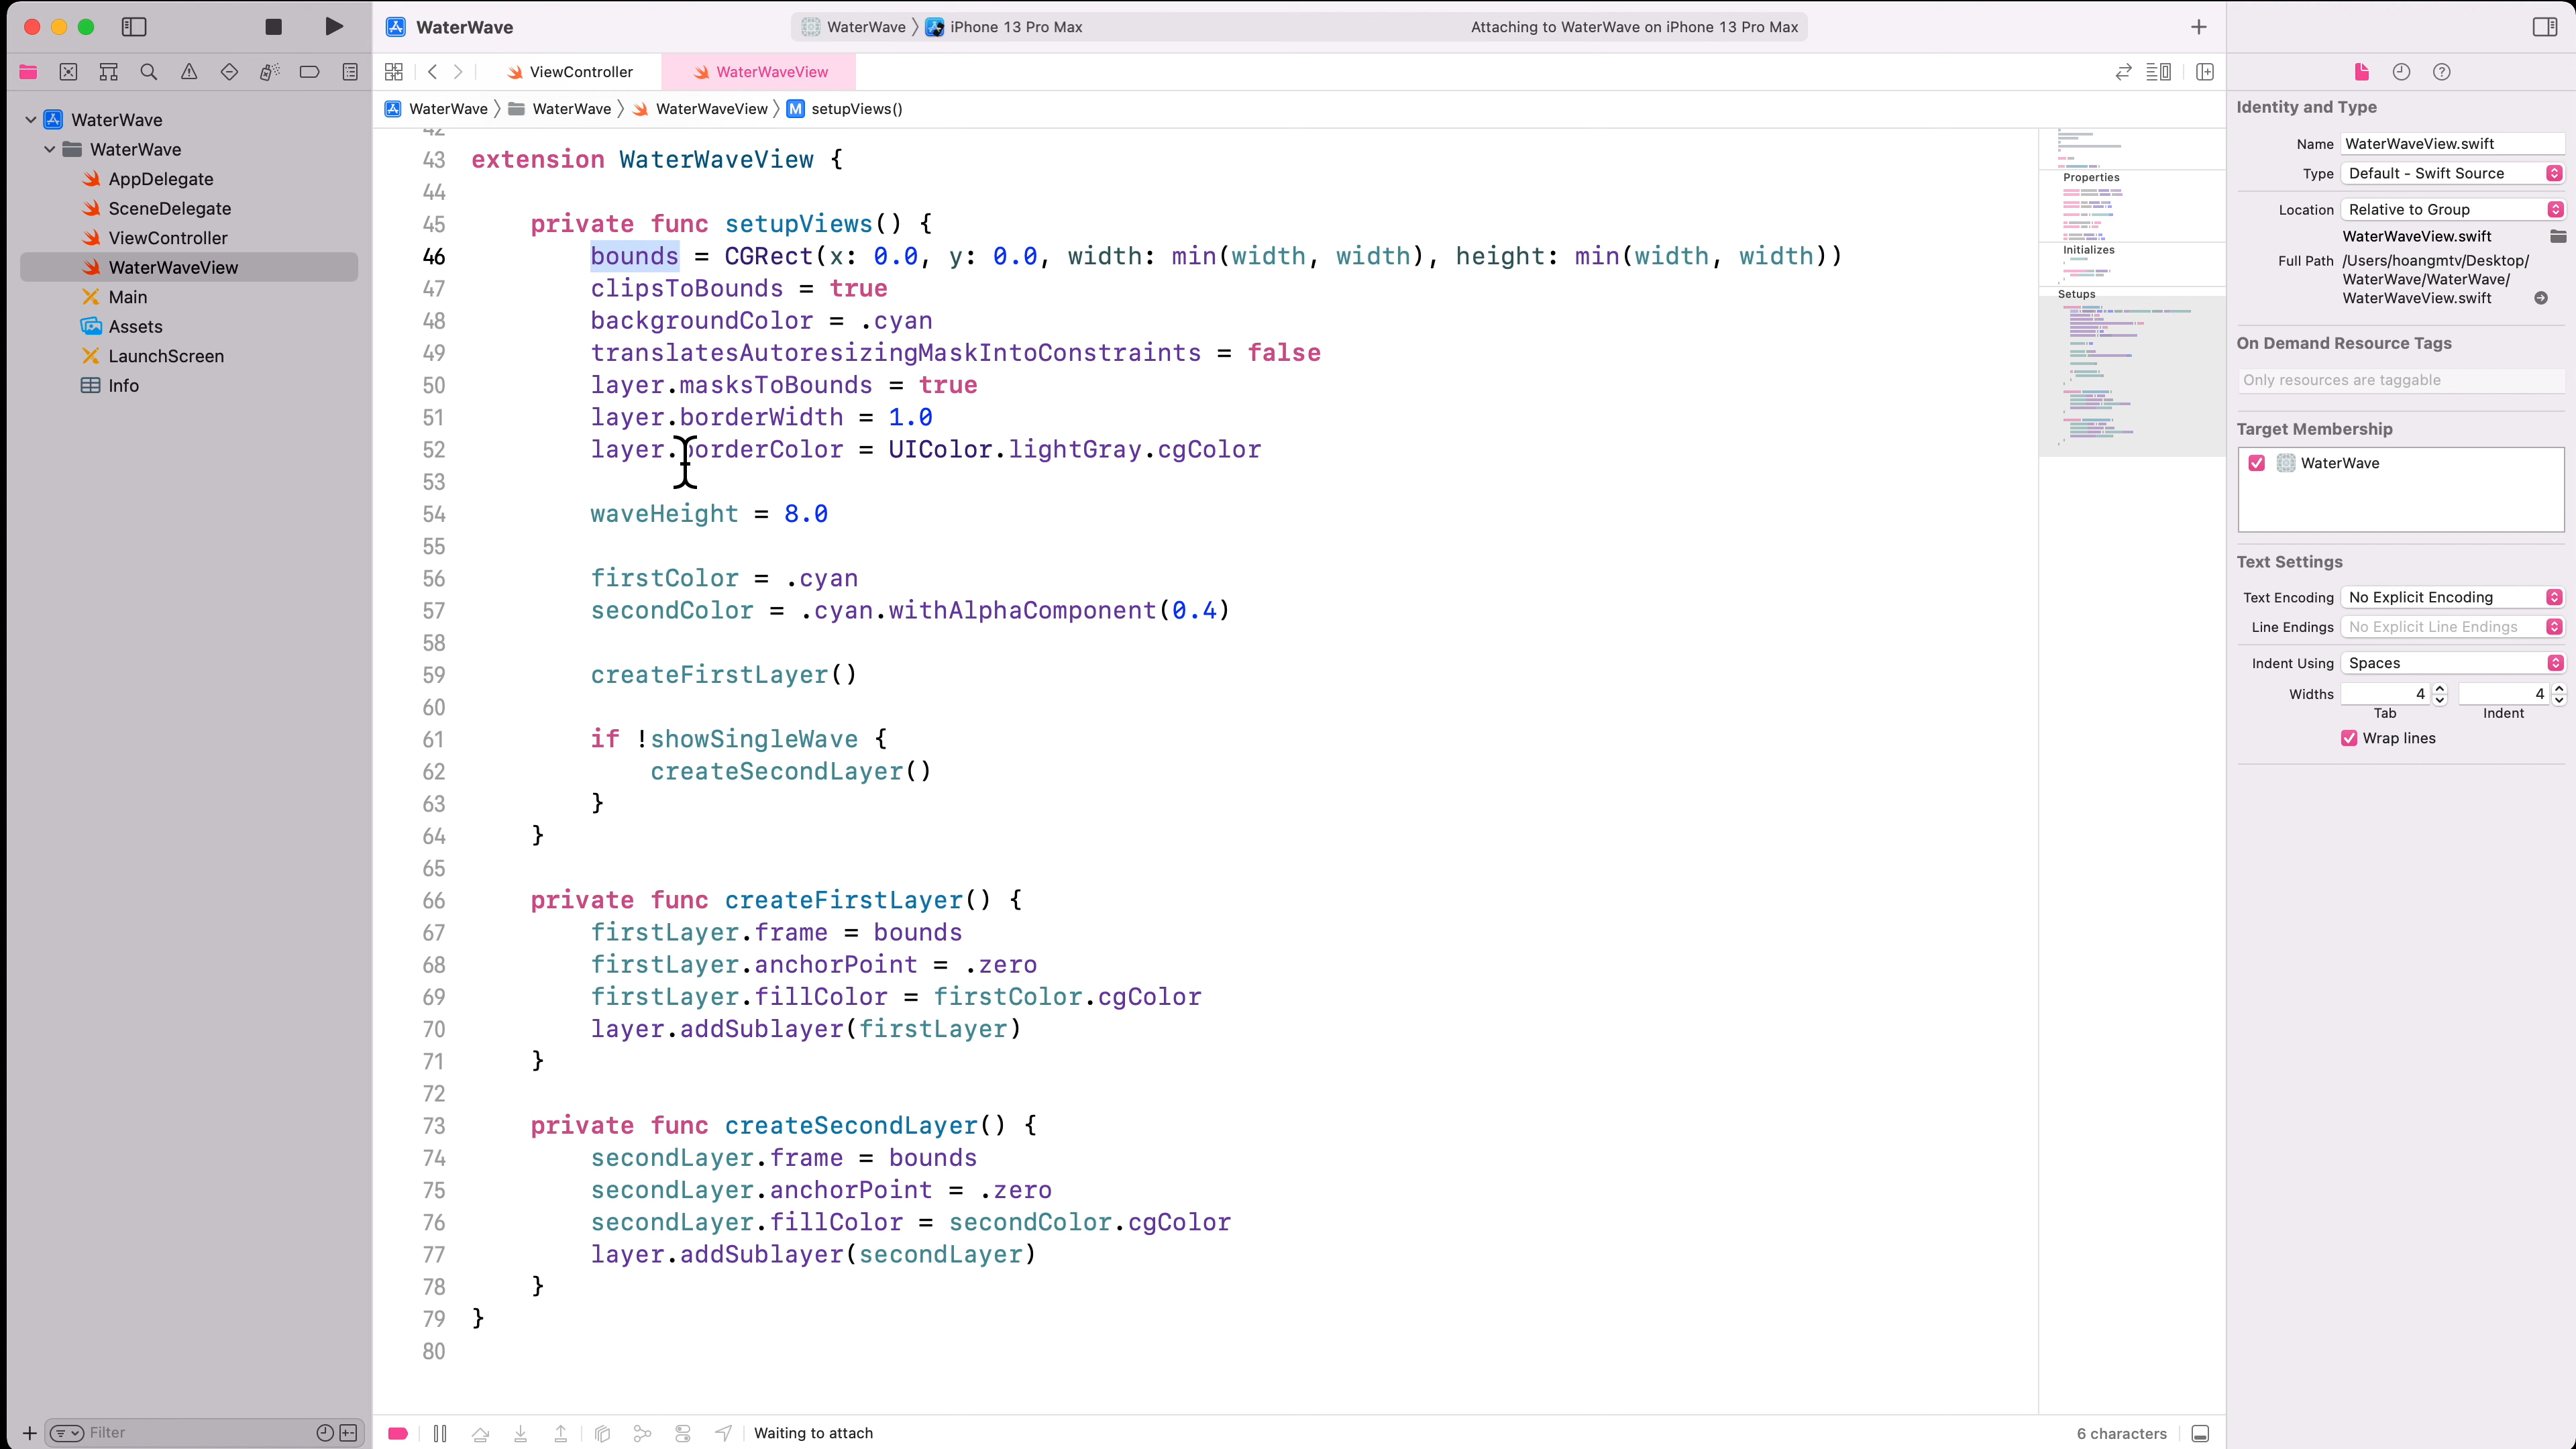 WaterWave
WaterWave
iPhone 13 Pro Max
Attaching to WaterWave on iPhone 13 Pro Max
ViewController
WaterWaveView
WaterWave
WaterWave
WaterWaveView
M
setupViews()
WaterWave
WaterWave
AppDelegate
SceneDelegate
ViewController
WaterWaveView
Main
Assets
LaunchScreen
Info
Filter
42
43 extension WaterWaveView {
44
45 private func setupViews() {
46 bounds = CGRect(x: 0.0, y: 0.0, width: min(width, width), height: min(width, width))
47 clipsToBounds = true
48 backgroundColor = .cyan
49 translatesAutoresizingMaskIntoConstraints = false
50 layer.masksToBounds = true
51 layer.borderWidth = 1.0
52 layer.borderColor = UIColor.lightGray.cgColor
53
54 waveHeight = 8.0
55
56 firstColor = .cyan
57 secondColor = .cyan.withAlphaComponent(0.4)
58
59 createFirstLayer()
60
61 if !showSingleWave {
62 createSecondLayer()
63 }
64 }
65
66 private func createFirstLayer() {
67 firstLayer.frame = bounds
68 firstLayer.anchorPoint = .zero
69 firstLayer.fillColor = firstColor.cgColor
70 layer.addSublayer(firstLayer)
71 }
72
73 private func createSecondLayer() {
74 secondLayer.frame = bounds
75 secondLayer.anchorPoint = .zero
76 secondLayer.fillColor = secondColor.cgColor
77 layer.addSublayer(secondLayer)
78 }
79 }
80
Properties
Initializes
Setups
Waiting to attach
6 characters
Identity and Type
Name WaterWaveView.swift
Type Default - Swift Source
Location Relative to Group
WaterWaveView.swift
Full Path /Users/hoangmtv/Desktop/
WaterWave/WaterWave/
WaterWaveView.swift
On Demand Resource Tags
Only resources are taggable
Target Membership
WaterWave
Text Settings
Text Encoding No Explicit Encoding
Line Endings No Explicit Line Endings
Indent Using Spaces
Widths 4 4
Tab Indent
Wrap lines